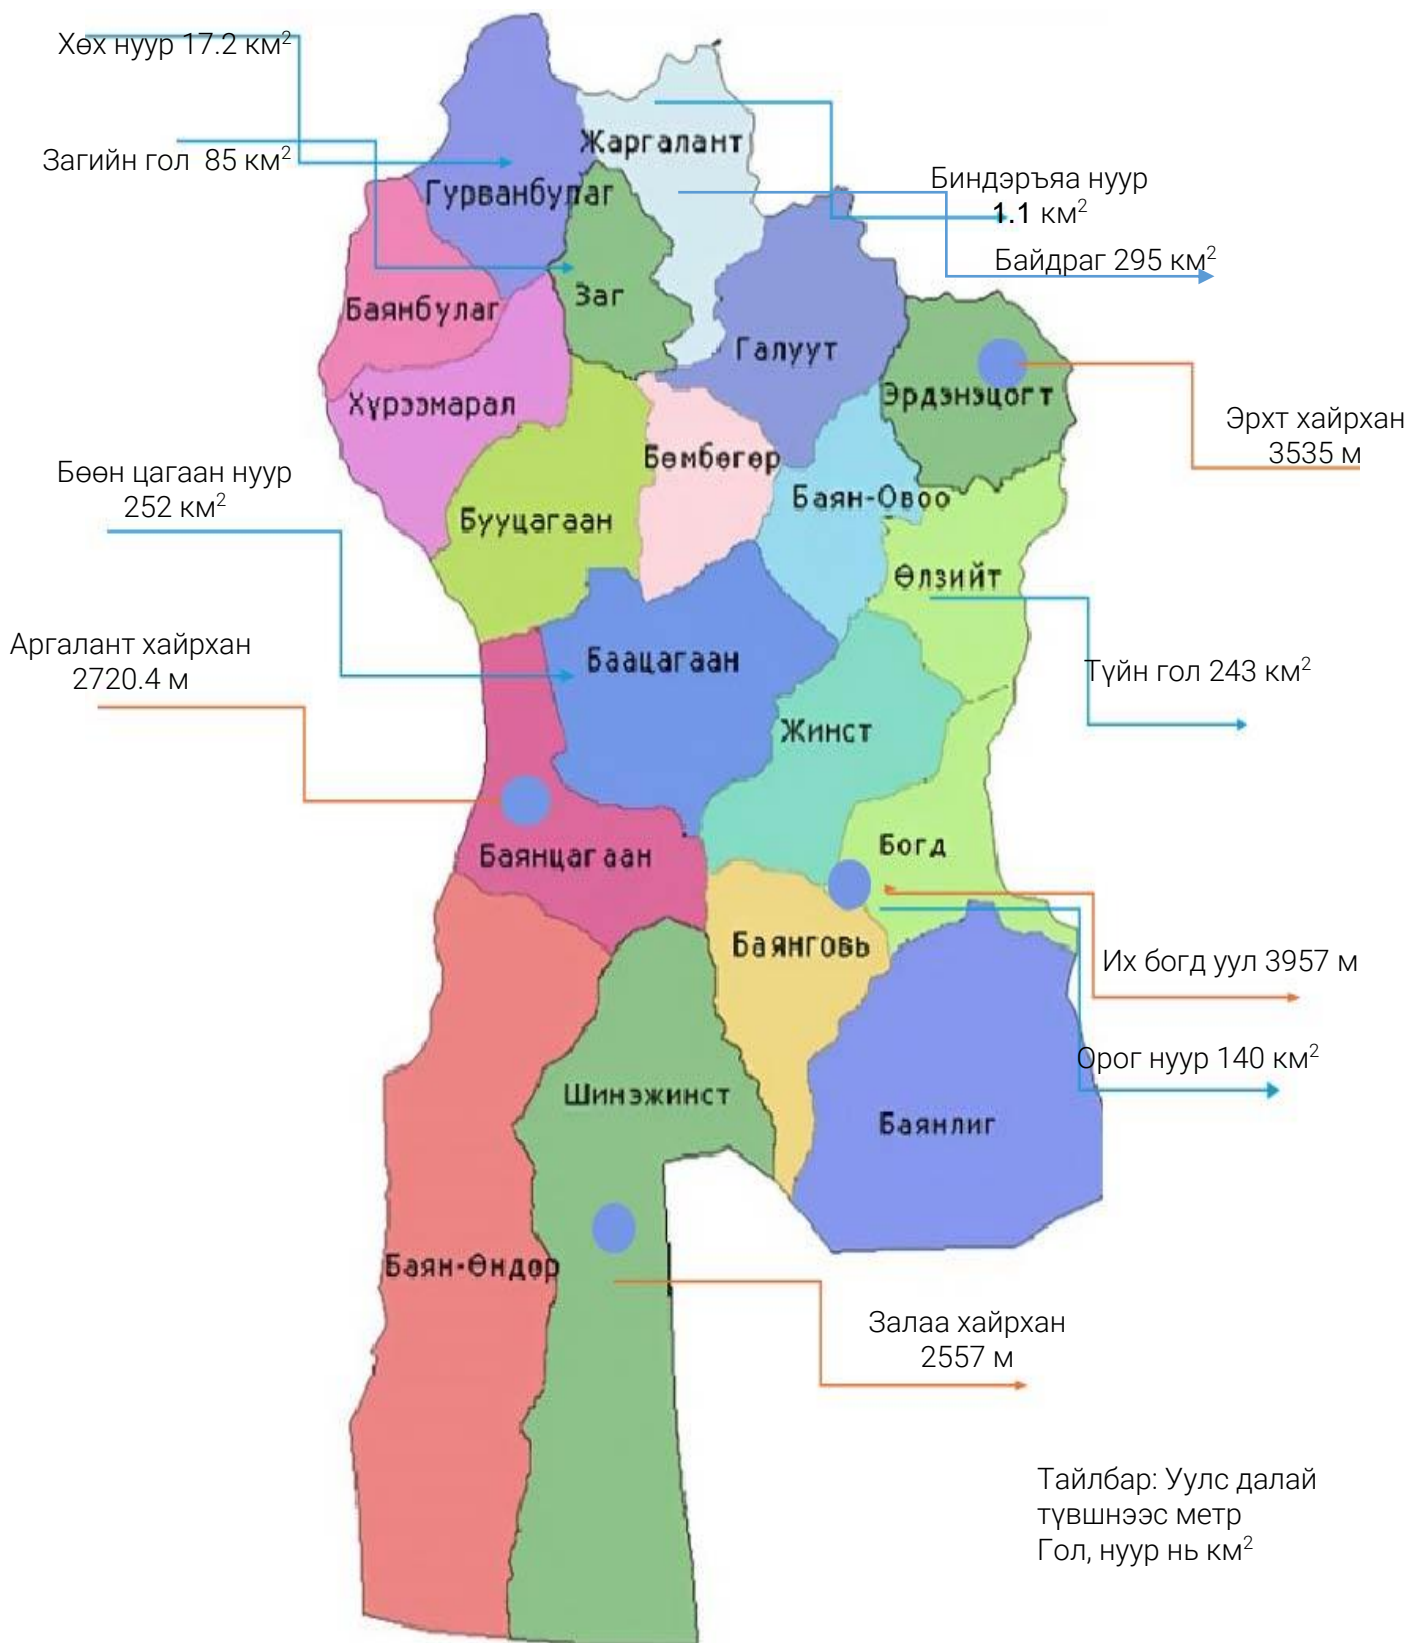 Хөх нуур 17.2 км²
Жаргалант
Загийн гол 85 км²
Гурванбулаг
Биндэръяа нуур
1.1 км²
Байдраг 295 км²
Заг
Баянбулаг
Галуут
Хүрээмарал
Эрдэнэцогт
Эрхт хайрхан
3535 м
Бөмбөгөр
Бөөн цагаан нуур
252 км²
Баян-Овоо
Бууцагаан
Өлзийт
Аргалант хайрхан
2720.4 м
Баацагаан
Түйн гол 243 км²
Жинст
Богд
Баянцагаан
Баянговь
Их богд уул 3957 м
Орог нуур 140 км²
Шинэжинст
Баянлиг
Баян-Өндөр
Залаа хайрхан
2557 м
Тайлбар: Уулс далай
түвшнээс метр
Гол, нуур нь км²